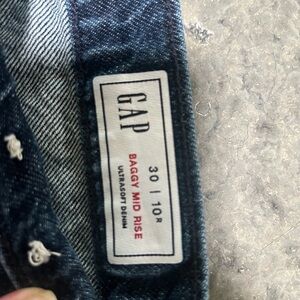 GAP
30 | 10R
BAGGY MID RISE
ULTRASOFT DENIM